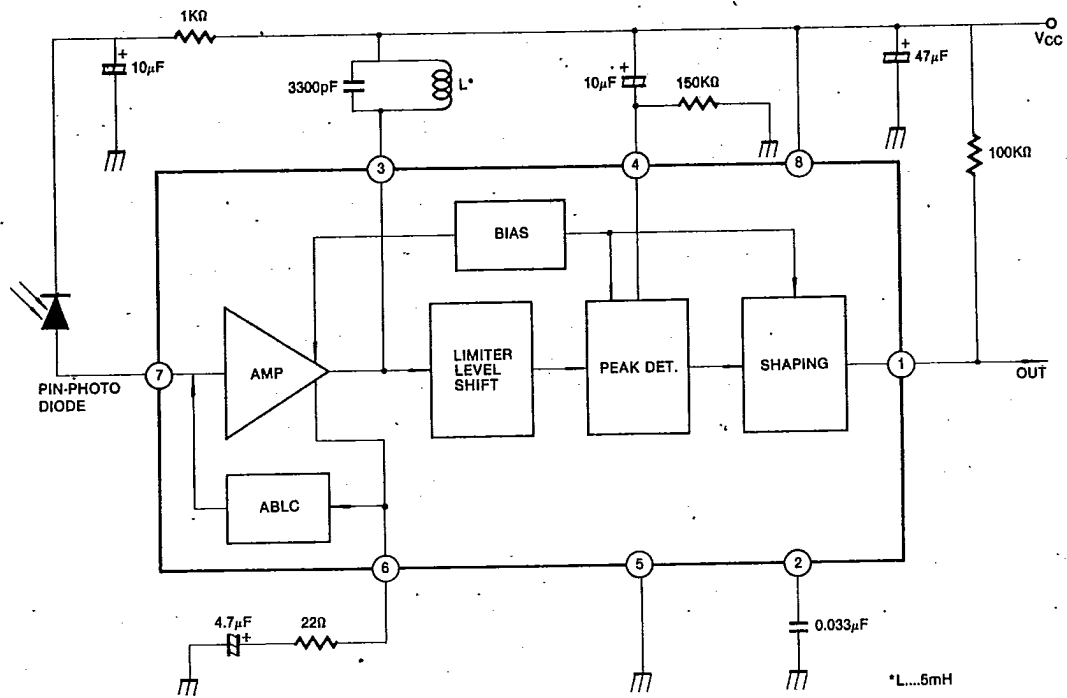 1KΩ
VCC
+
10μF
3300pF
L*
+
10μF
150KΩ
+
47μF
100KΩ
3
4
8
BIAS
7
AMP
LIMITER
LEVEL
SHIFT
PEAK DET.
SHAPING
1
OUT
PIN-PHOTO
DIODE
ABLC
6
5
2
4.7μF
+
22Ω
0.033μF
*L....5mH